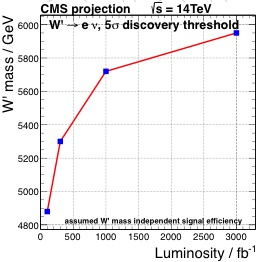 CMS projection √s = 14TeV
W' → e ν, 5σ discovery threshold
W' mass / GeV
6000
5800
5600
5400
5200
5000
4800
assumed W' mass independent signal efficiency
0 500 1000 1500 2000 2500 3000
Luminosity / fb⁻¹